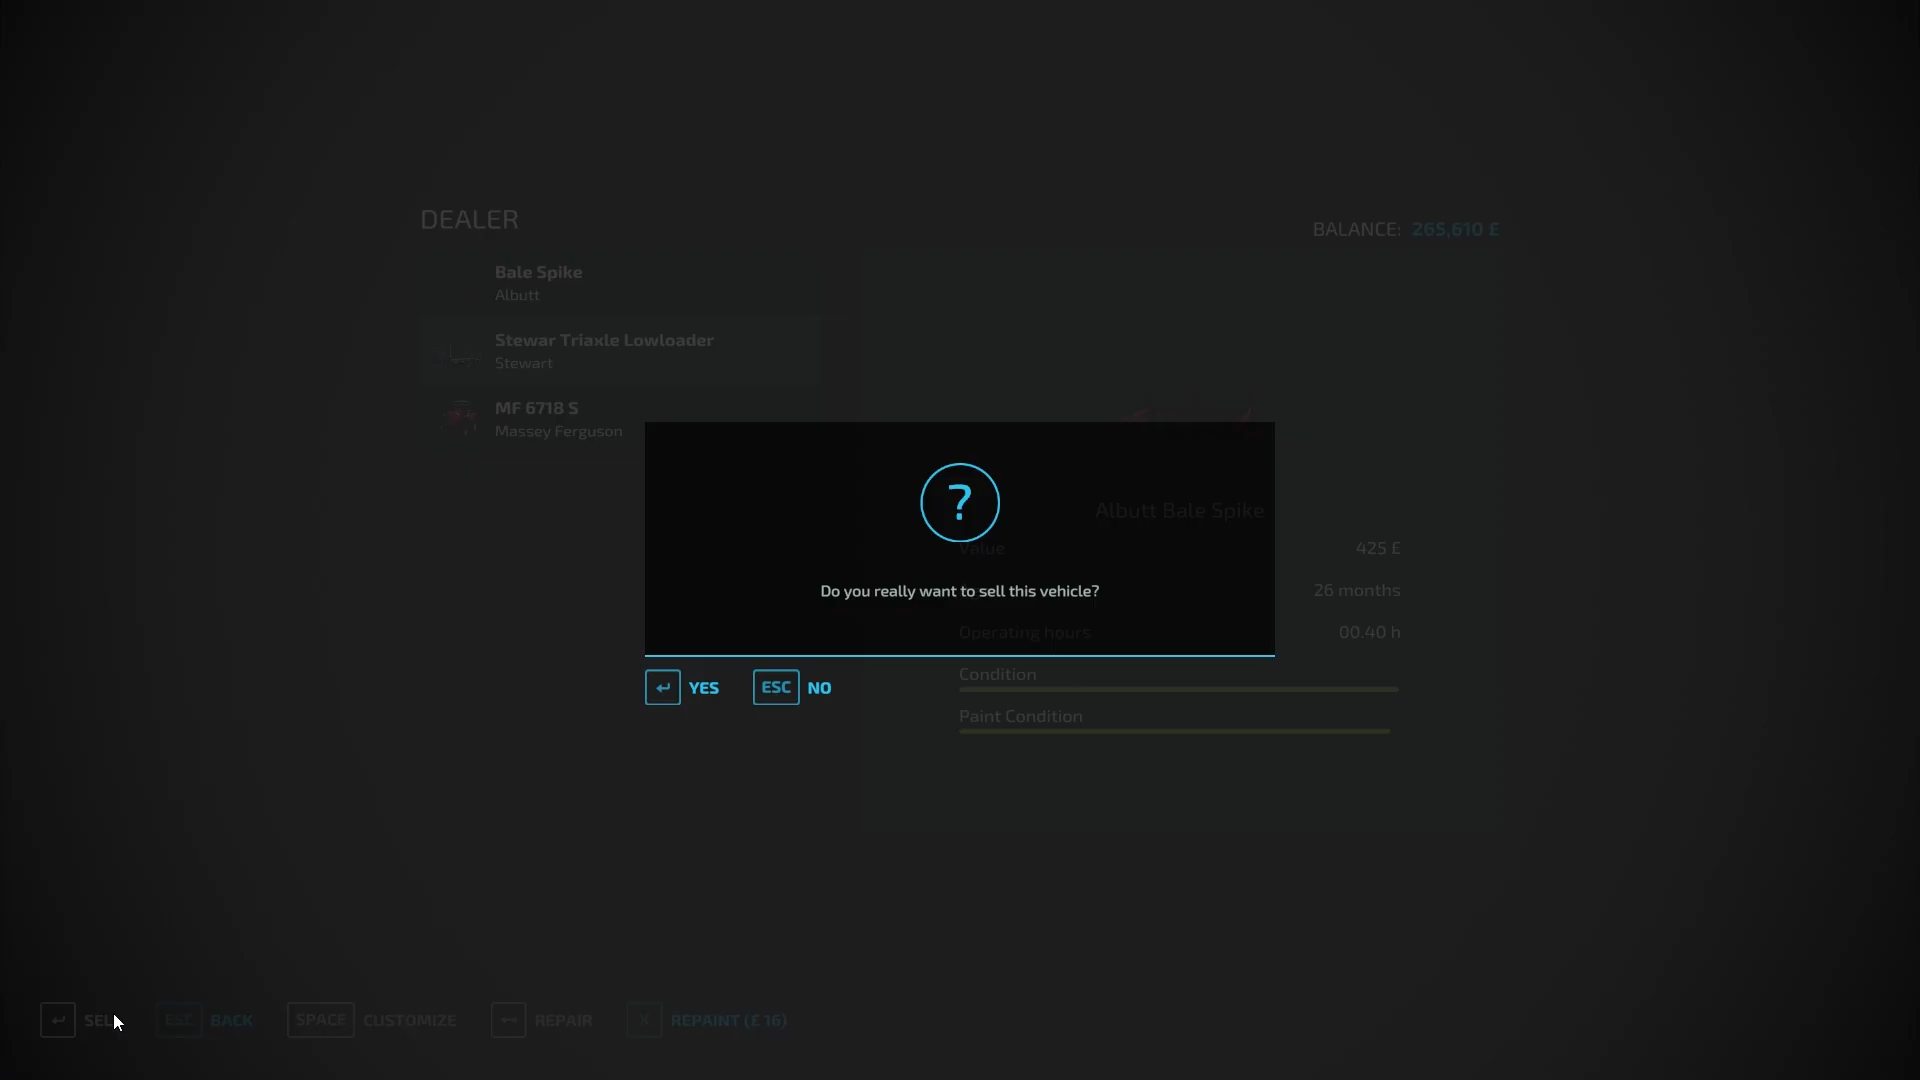 DEALER
BALANCE: 265,610 £
Bale Spike
Albutt
Stewar Triaxle Lowloader
Stewart
MF 6718 S
Massey Ferguson
?
Albutt Bale Spike
Value 425 £
Do you really want to sell this vehicle?
26 months
Operating hours 00.40 h
Condition
Paint Condition
YES
ESC NO
SELL
ESC BACK
SPACE CUSTOMIZE
REPAIR
X REPAINT (£ 16)